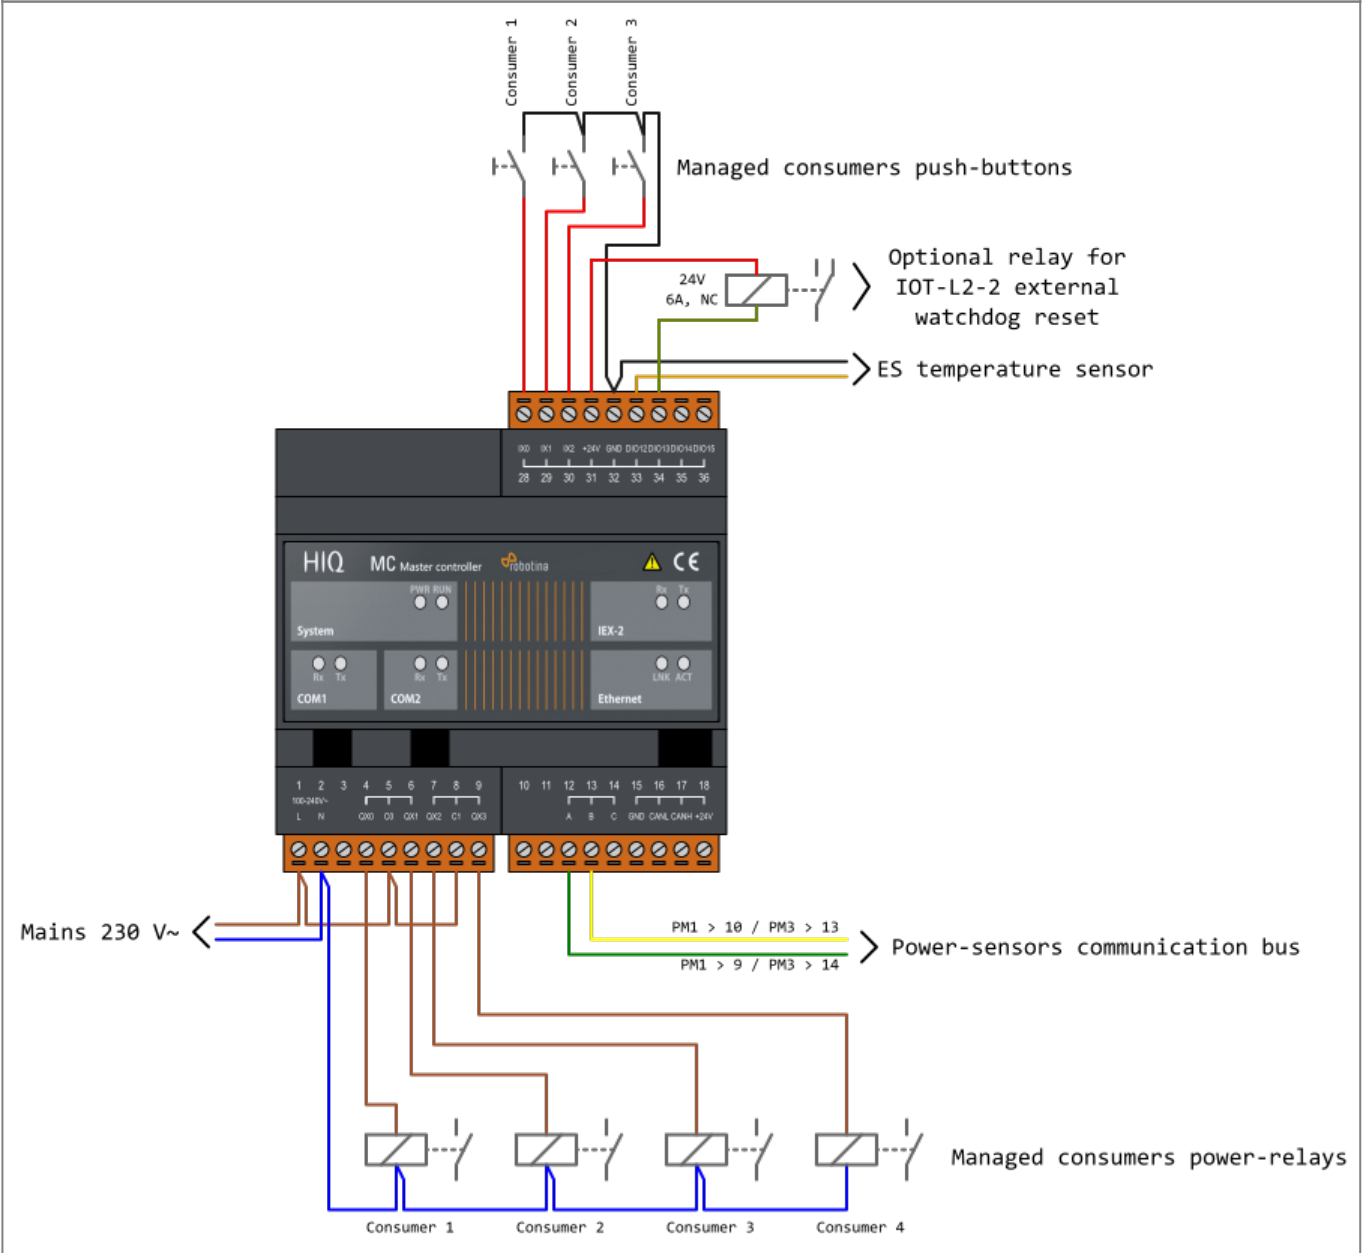 Consumer 1
Consumer 2
Consumer 3
Managed consumers push-buttons
Optional relay for
IOT-L2-2 external
watchdog reset
24V
6A, NC
ES temperature sensor
IX0 IX1 IX2 +24V GND DIO12 DIO13 DIO14 DIO15
28 29 30 31 32 33 34 35 36
HIQ MC Master controller robotina CE
PWR RUN
System
Rx Tx
IEX-2
Rx Tx
COM1
Rx Tx
COM2
LNK ACT
Ethernet
1 2 3 4 5 6 7 8 9
100-240V~
L N QX0 C0 QX1 QX2 C1 QX3
10 11 12 13 14 15 16 17 18
A B C GND CANL CANH +24V
Mains 230 V~
PM1 > 10 / PM3 > 13
PM1 > 9 / PM3 > 14
Power-sensors communication bus
Managed consumers power-relays
Consumer 1
Consumer 2
Consumer 3
Consumer 4